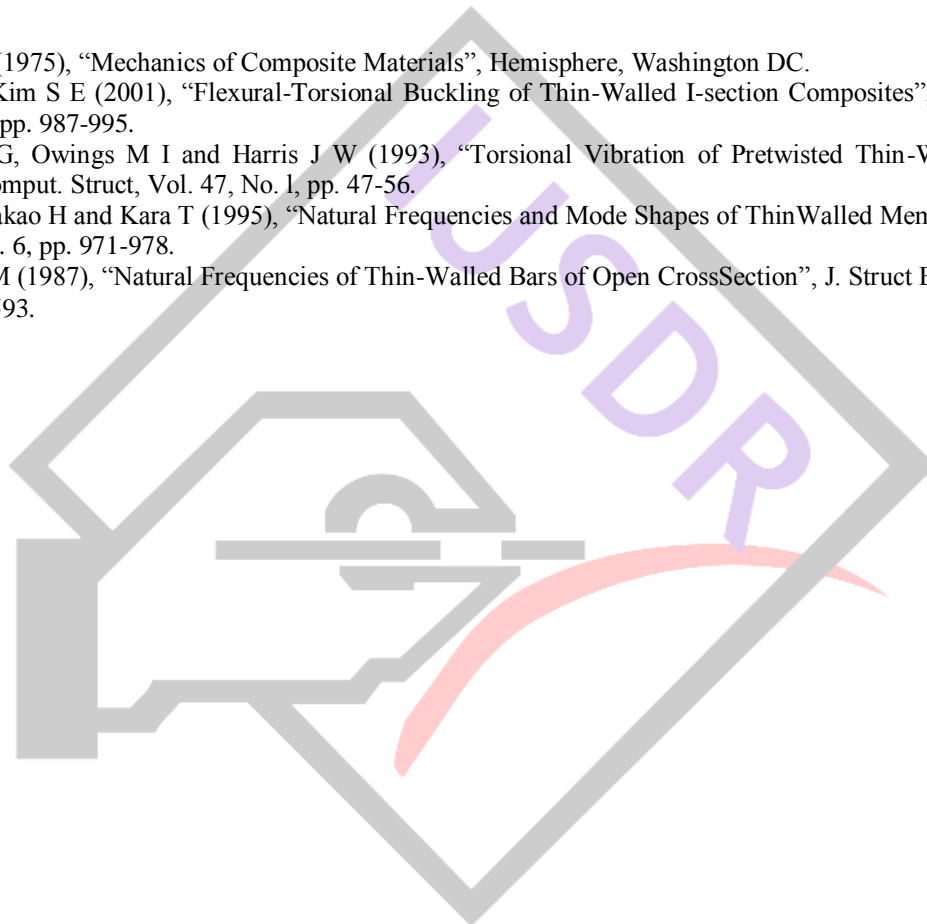 (1975), “Mechanics of Composite Materials”, Hemisphere, Washington DC.
Kim S E (2001), “Flexural-Torsional Buckling of Thin-Walled I-section Composites”,
pp. 987-995.
G, Owings M I and Harris J W (1993), “Torsional Vibration of Pretwisted Thin-W
omput. Struct, Vol. 47, No. l, pp. 47-56.
akao H and Kara T (1995), “Natural Frequencies and Mode Shapes of ThinWalled Mem
. 6, pp. 971-978.
M (1987), “Natural Frequencies of Thin-Walled Bars of Open CrossSection”, J. Struct E
593.
IJSDR